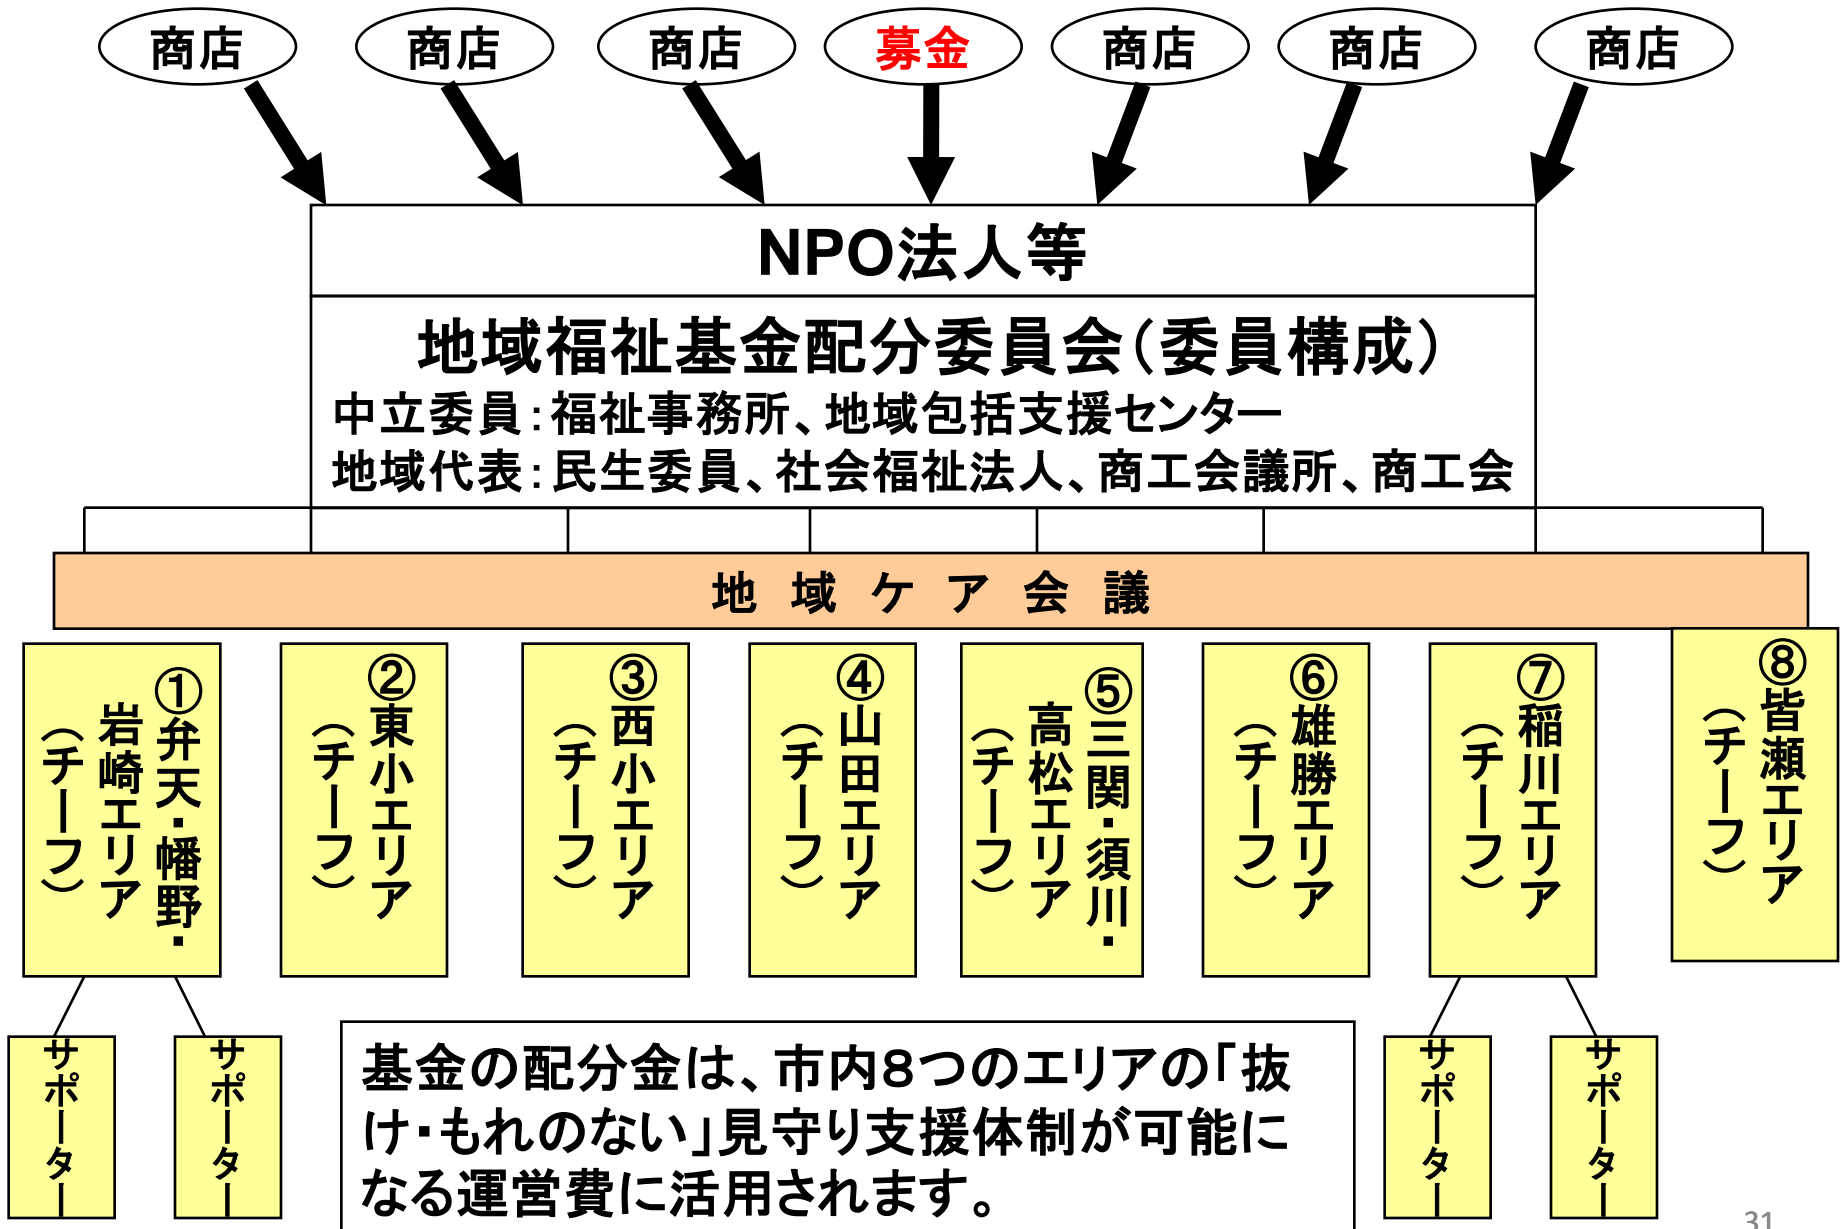 商店
商店
商店
募金
商店
商店
商店
NPO法人等
地域福祉基金配分委員会（委員構成）
中立委員：福祉事務所、地域包括支援センター
地域代表：民生委員、社会福祉法人、商工会議所、商工会
地域ケア会議
①弁天・幡野・
岩崎エリア
（チーフ）
②東小エリア
（チーフ）
③西小エリア
（チーフ）
④山田エリア
（チーフ）
⑤三関・須川・
高松エリア
（チーフ）
⑥雄勝エリア
（チーフ）
⑦稲川エリア
（チーフ）
⑧皆瀬エリア
（チーフ）
サポーター
サポーター
基金の配分金は、市内８つのエリアの「抜
け・もれのない」見守り支援体制が可能に
なる運営費に活用されます。
サポーター
サポーター
31